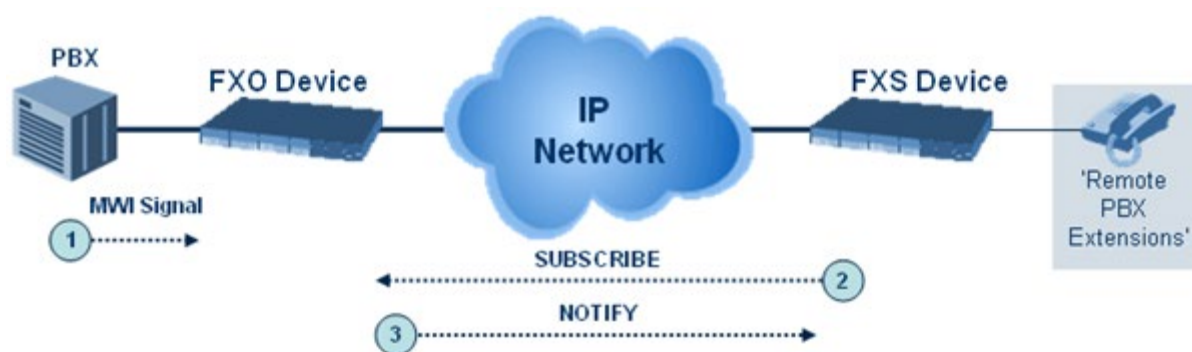 PBX
FXO Device
IP
Network
FXS Device
'Remote
PBX
Extensions'
MWI Signal
1
SUBSCRIBE
2
NOTIFY
3